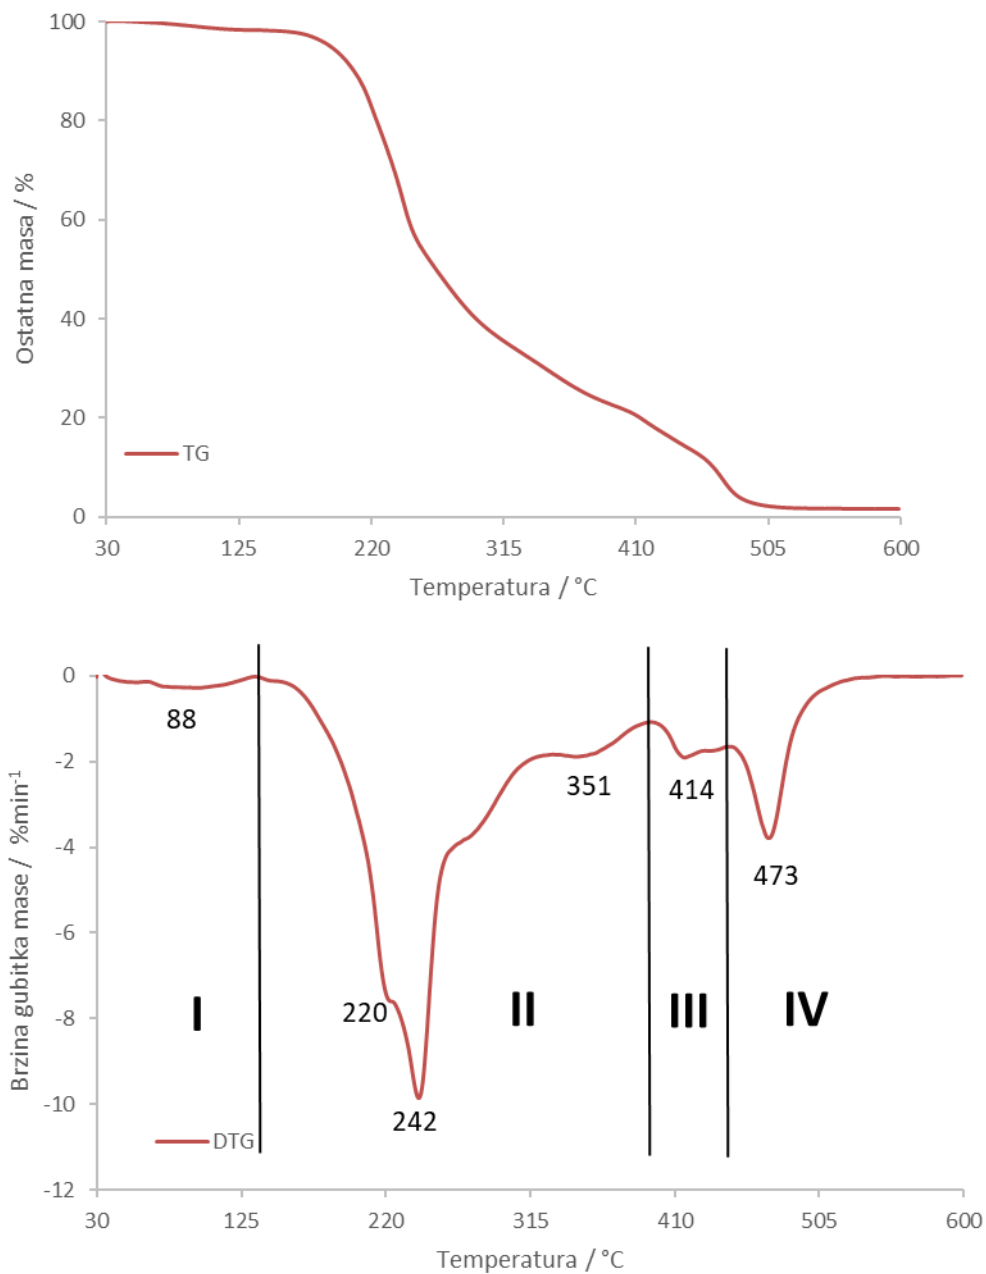 100
80
60
40
20
0
Ostatna masa / %
TG
30 125 220 315 410 505 600
Temperatura / °C
0
-2
-4
-6
-8
-10
-12
Brzina gubitka mase / %min⁻¹
88
351
414
473
220
242
I
II
III
IV
DTG
30 125 220 315 410 505 600
Temperatura / °C